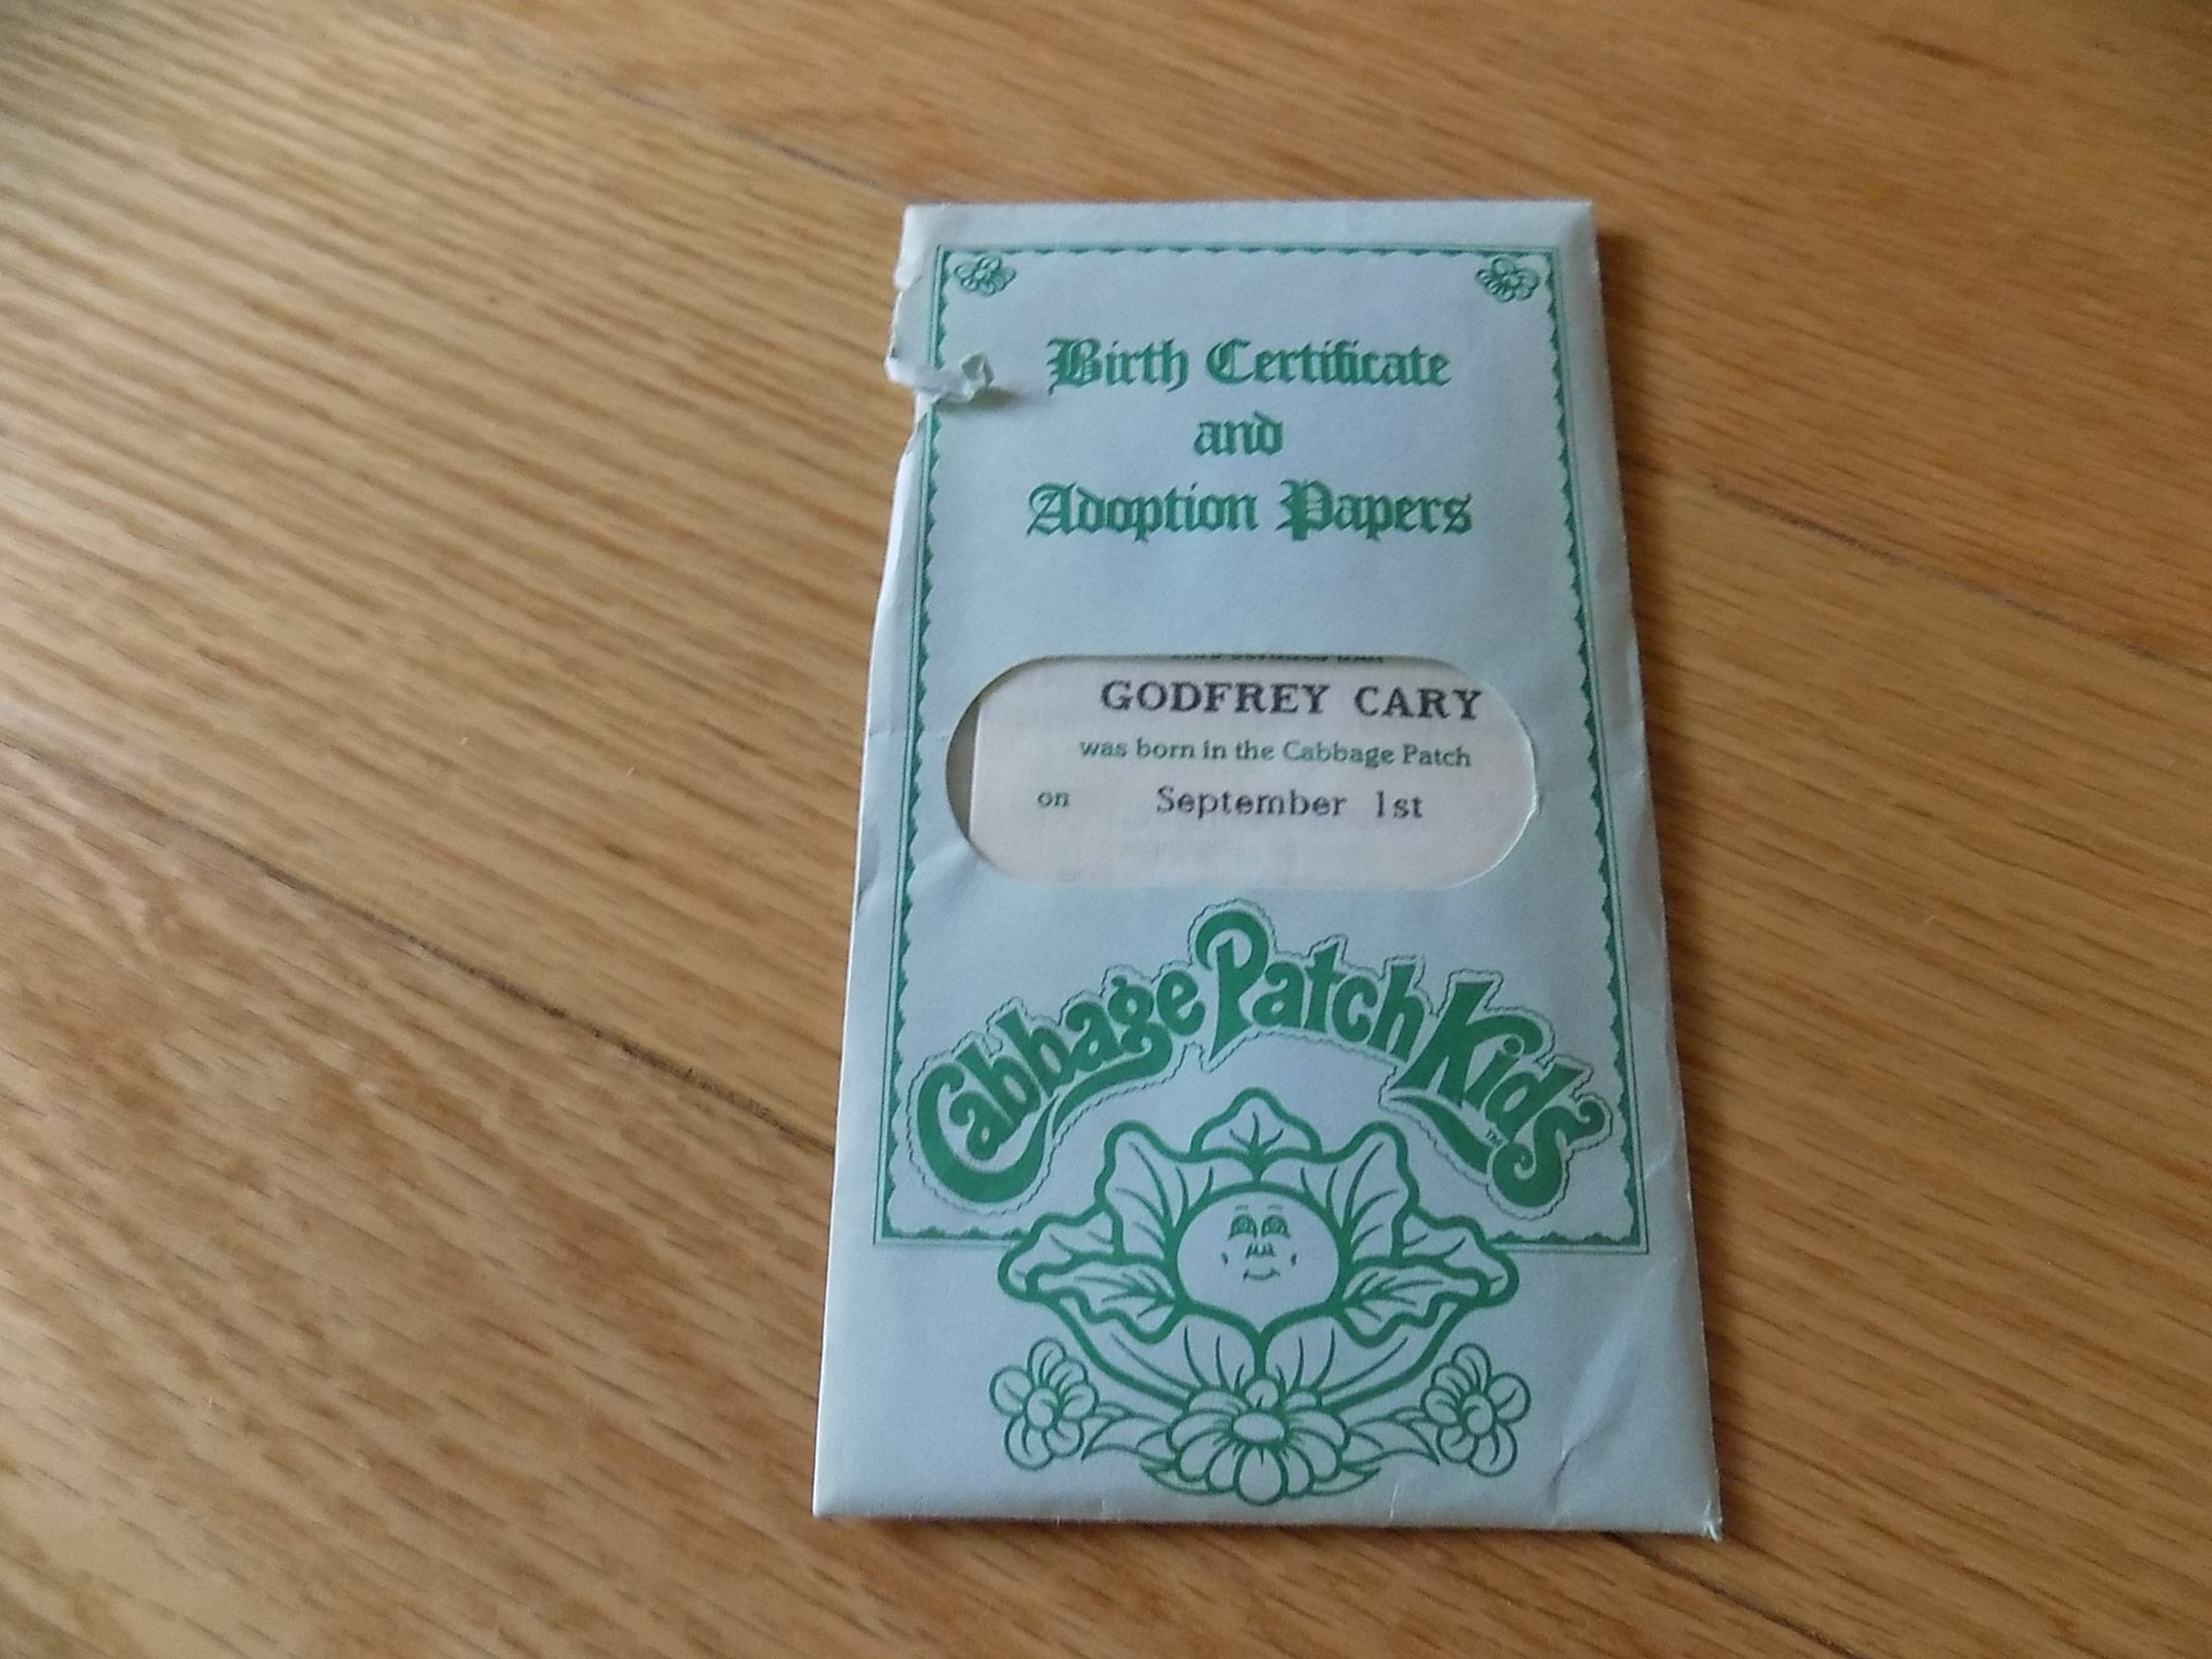 Birth Certificate
and
Adoption Papers
GODFREY CARY
was born in the Cabbage Patch
on September 1st
Cabbage Patch Kids
TM